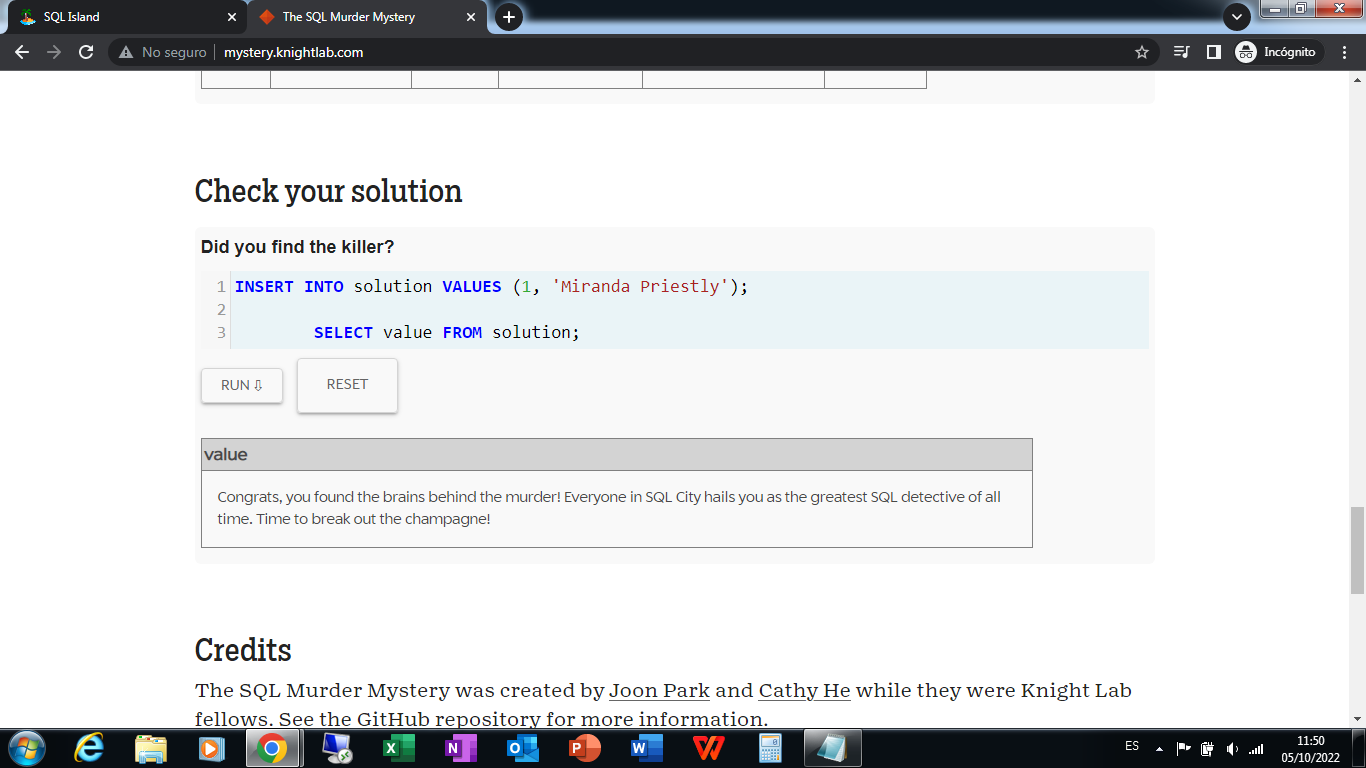 SQL Island
The SQL Murder Mystery
No seguro
mystery.knightlab.com
Incógnito
Check your solution
Did you find the killer?
1 INSERT INTO solution VALUES (1, 'Miranda Priestly');
2
3 SELECT value FROM solution;
RUN ⇩
RESET
value
Congrats, you found the brains behind the murder! Everyone in SQL City hails you as the greatest SQL detective of all
time. Time to break out the champagne!
Credits
The SQL Murder Mystery was created by Joon Park and Cathy He while they were Knight Lab
fellows. See the GitHub repository for more information.
ES
11:50
05/10/2022